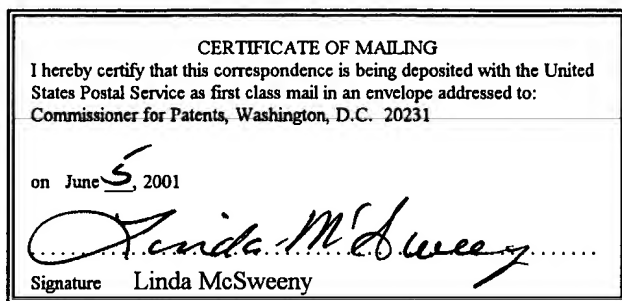 CERTIFICATE OF MAILING
I hereby certify that this correspondence is being deposited with the United
States Postal Service as first class mail in an envelope addressed to:
Commissioner for Patents, Washington, D.C. 20231
on June 5, 2001
Linda McSweeny
Signature Linda McSweeny